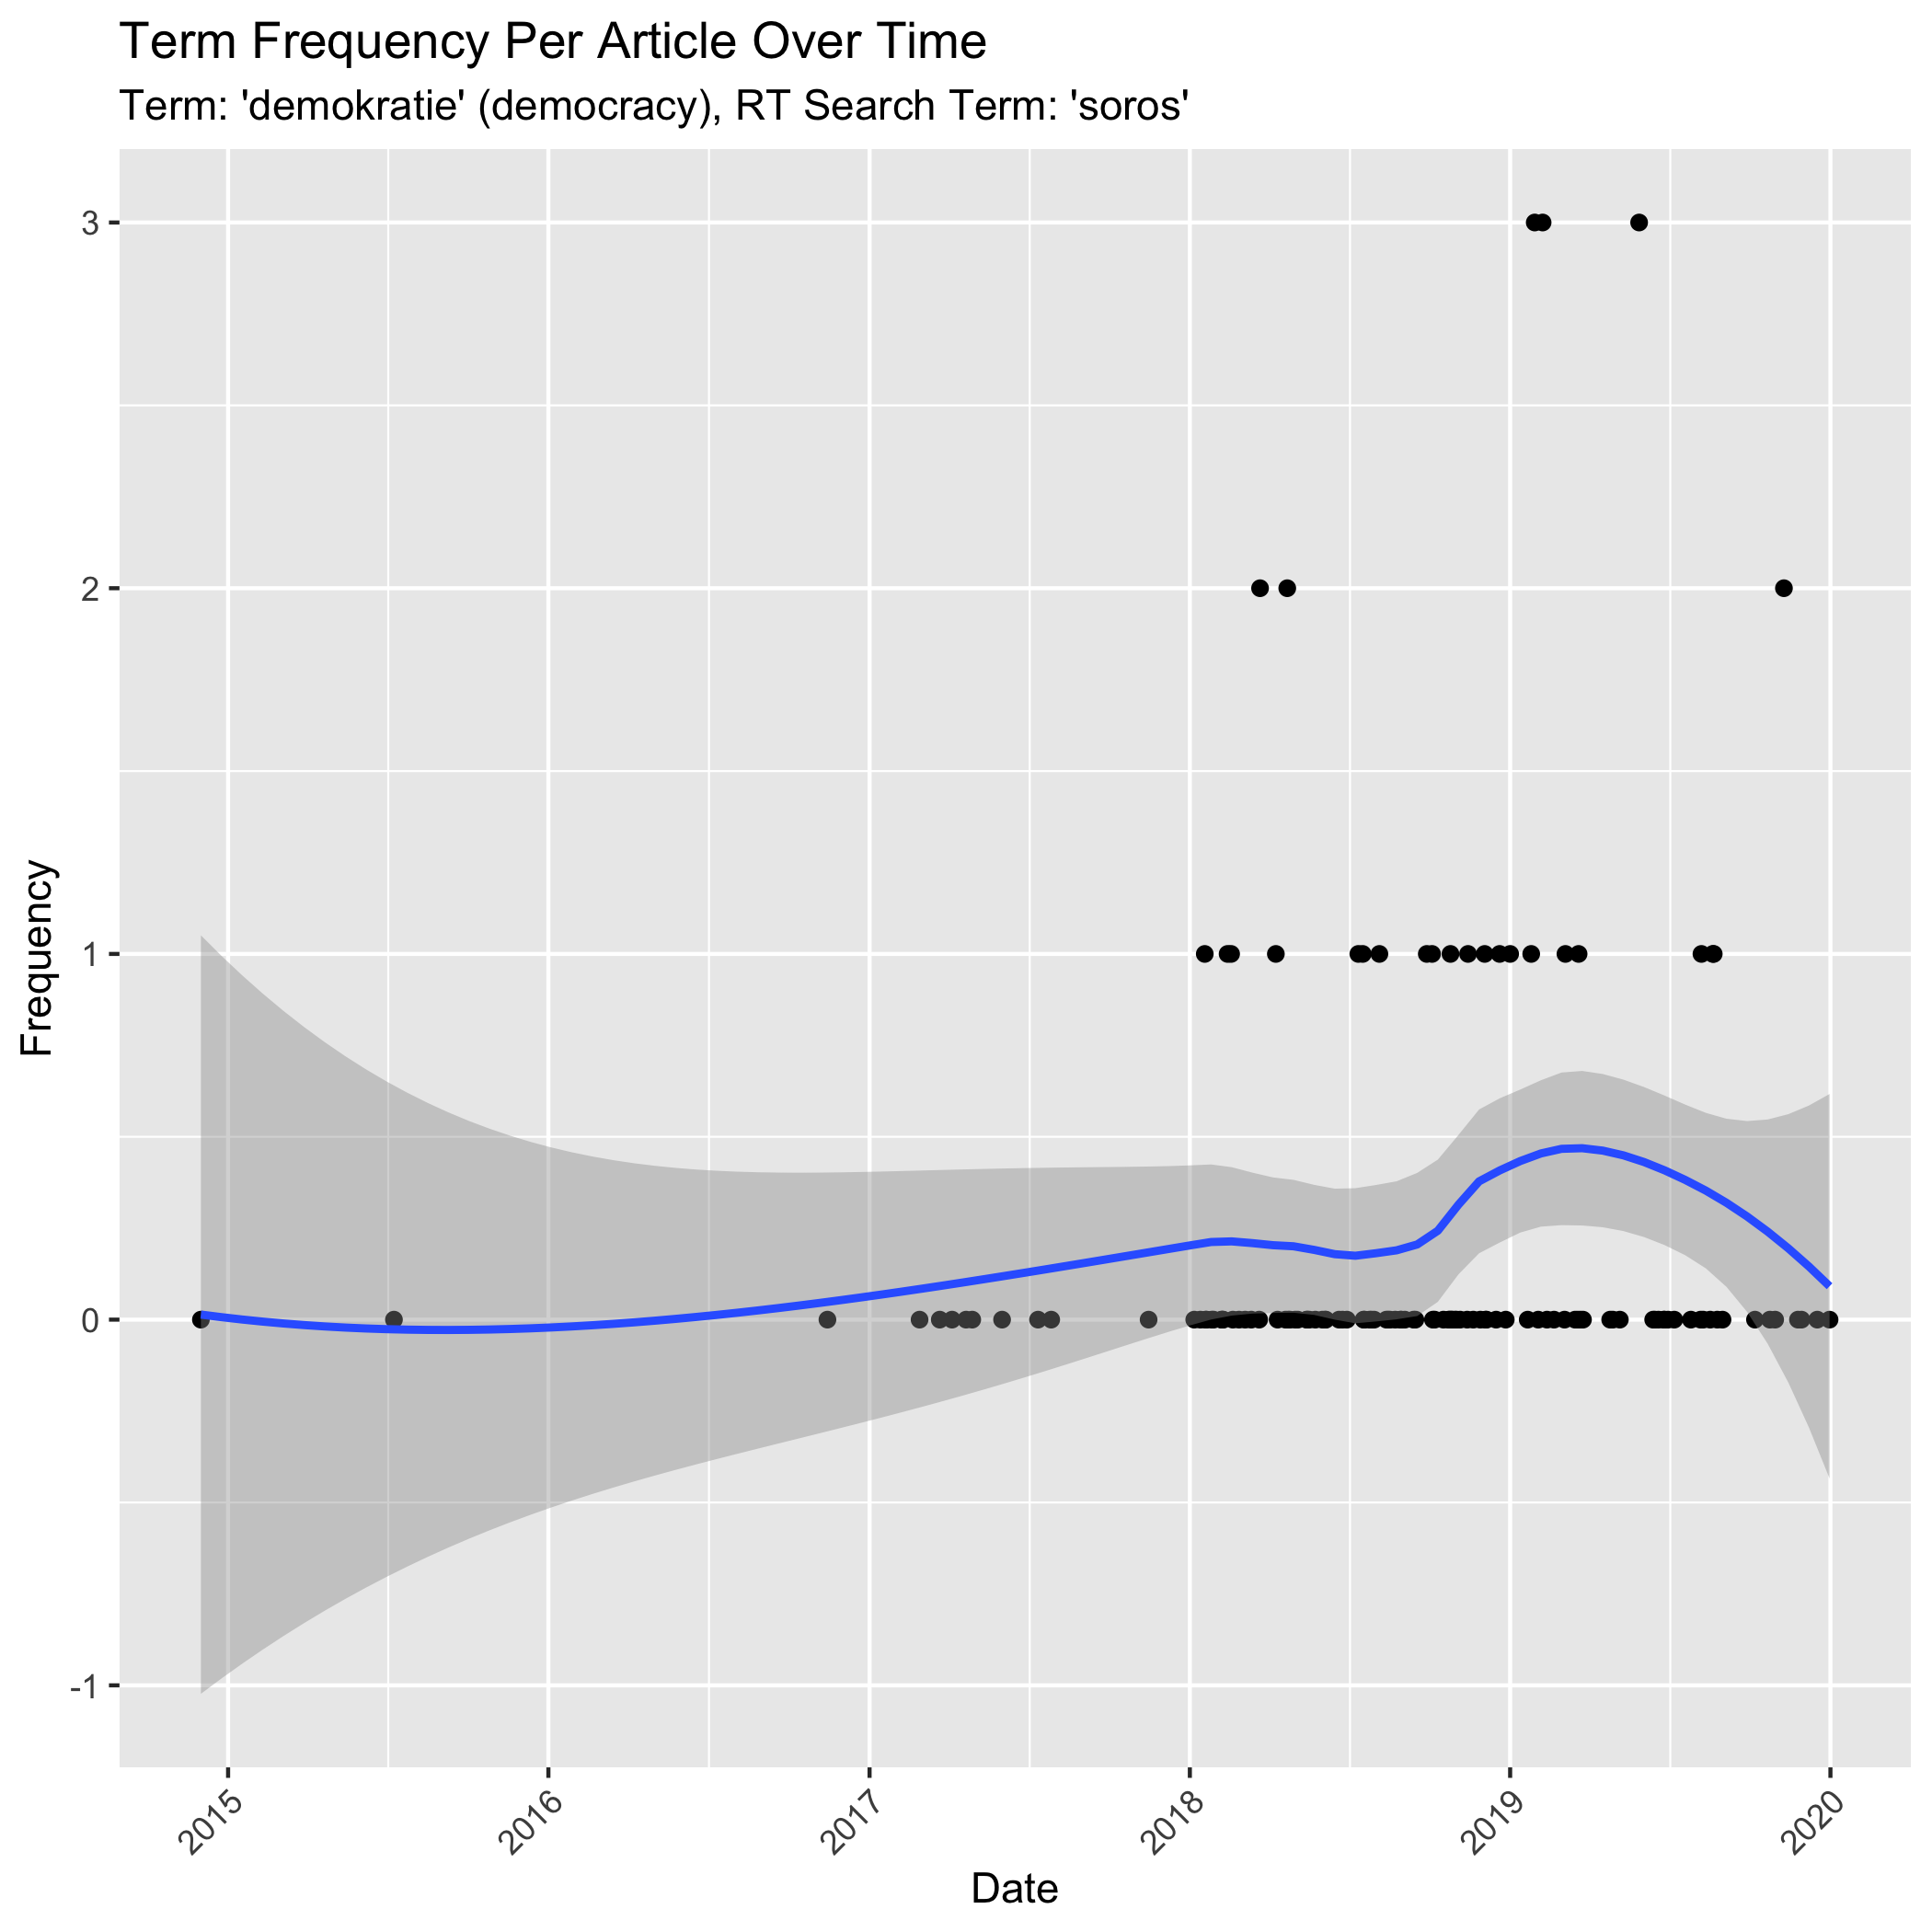 Term Frequency Per Article Over Time
Term: 'demokratie' (democracy), RT Search Term: 'soros'
Frequency
3
2
1
0
-1
2015
2016
2017
2018
2019
2020
Date